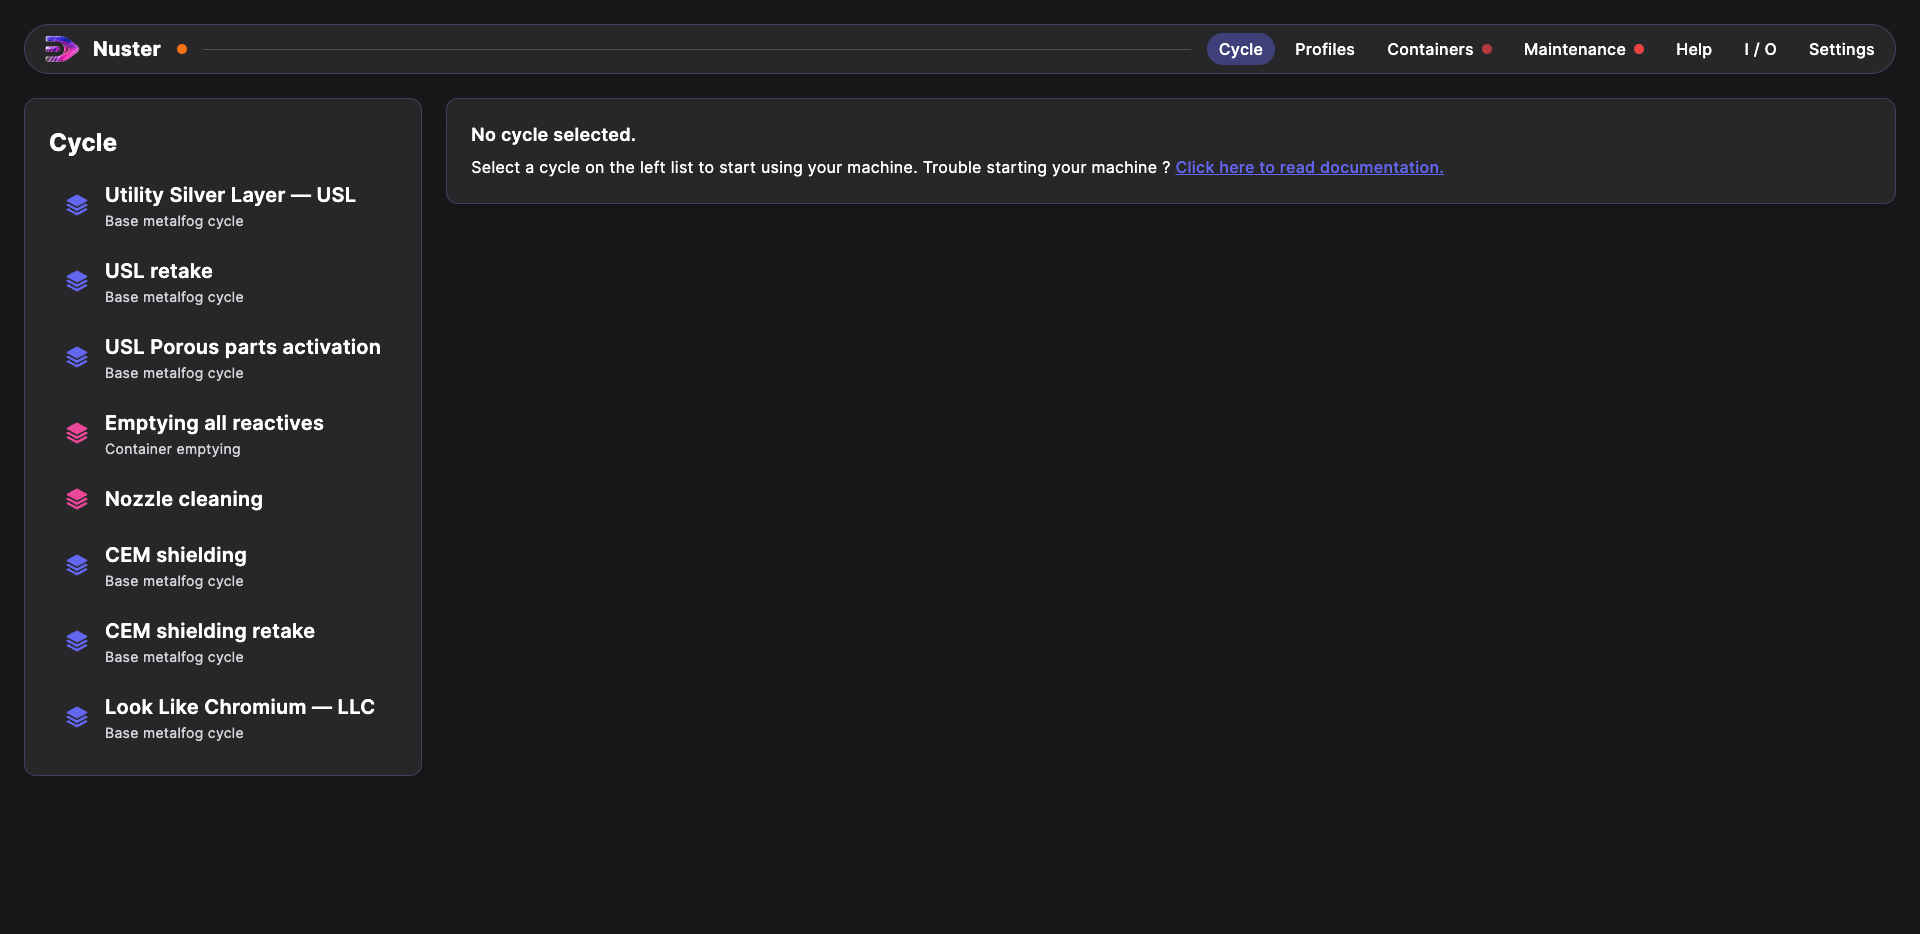 Nuster
Cycle
Profiles
Containers
Maintenance
Help
I / O
Settings
Cycle
Utility Silver Layer — USL
Base metalfog cycle
USL retake
Base metalfog cycle
USL Porous parts activation
Base metalfog cycle
Emptying all reactives
Container emptying
Nozzle cleaning
CEM shielding
Base metalfog cycle
CEM shielding retake
Base metalfog cycle
Look Like Chromium — LLC
Base metalfog cycle
No cycle selected.
Select a cycle on the left list to start using your machine. Trouble starting your machine ? Click here to read documentation.